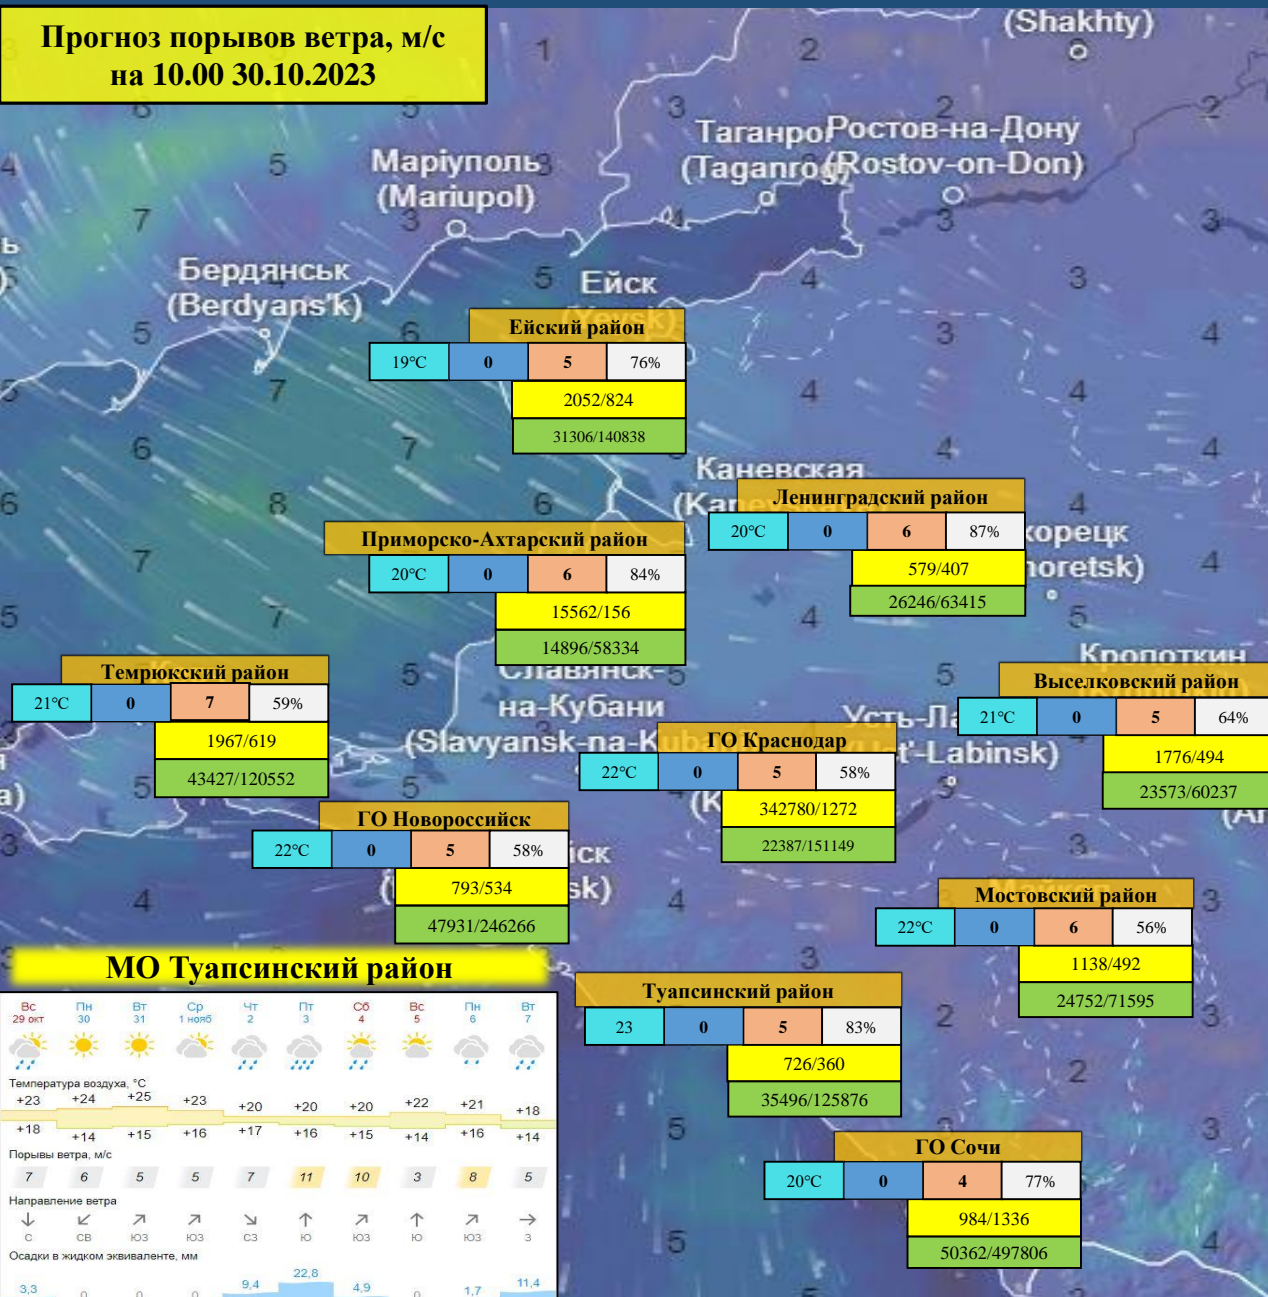 Прогноз порывов ветра, м/с
на 10.00 30.10.2023
(Shakhty)
Маріуполь
(Mariupol)
Ростов-на-Дону
(Rostov-on-Don)
Бердянськ
(Berdyans'k)
Ейск
(Yeysk)
Ейский район
19°C 0 5 76%
2052/824
31306/140838
Каневская
Ленинградский район
20°C 0 6 87%
579/407
26246/63415
Приморско-Ахтарский район
20°C 0 6 84%
15562/156
14896/58334
Славянск-
на-Кубани
Кропоткин
Темрюкский район
21°C 0 7 59%
1967/619
43427/120552
Выселковский район
21°C 0 5 64%
1776/494
23573/60237
ГО Краснодар
22°C 0 5 58%
342780/1272
22387/151149
ГО Новороссийск
22°C 0 5 58%
793/534
47931/246266
Мостовский район
22°C 0 6 56%
1138/492
24752/71595
Туапсинский район
23 0 5 83%
726/360
35496/125876
ГО Сочи
20°C 0 4 77%
984/1336
50362/497806
МО Туапсинский район
Вс Пн Вт Ср Чт Пт Сб Вс Пн Вт
29 окт 30 31 1 нояб 2 3 4 5 6 7
Температура воздуха, °C
+23 +24 +25 +23 +20 +20 +20 +22 +21 +18
+18 +14 +15 +16 +17 +16 +15 +14 +16 +14
Порывы ветра, м/с
7 6 5 5 7 11 10 3 8 5
Направление ветра
С СВ ЮЗ ЮЗ СЗ Ю ЮЗ Ю ЮЗ З
Осадки в жидком эквиваленте, мм
3,3 0 0 0 9,4 22,8 4,9 0 1,7 11,4